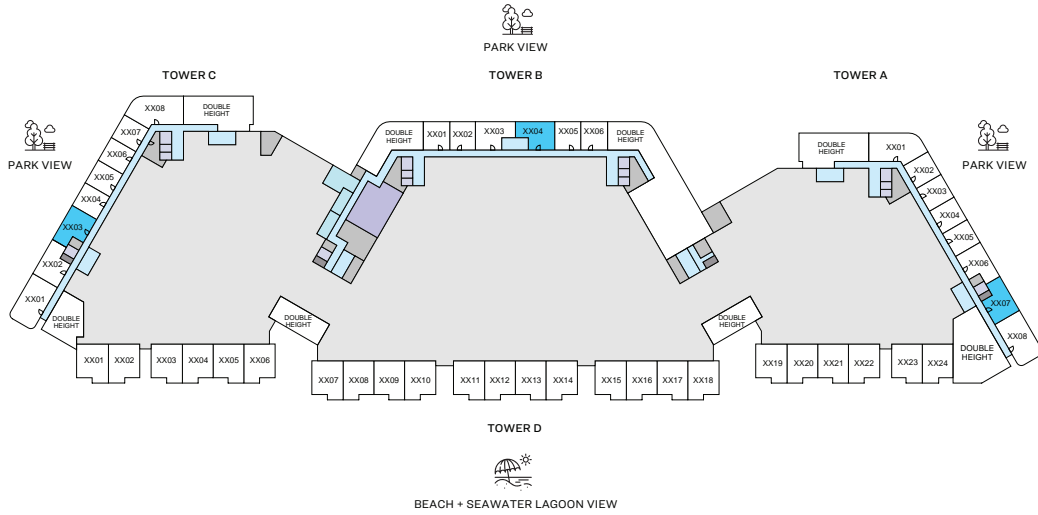 PARK VIEW
TOWER C
TOWER B
TOWER A
PARK VIEW
PARK VIEW
XX08
DOUBLE
HEIGHT
XX07
XX06
XX05
XX04
XX03
XX02
XX01
DOUBLE
HEIGHT
DOUBLE
HEIGHT
XX01
XX02
XX03
XX04
XX05
XX06
DOUBLE
HEIGHT
DOUBLE
HEIGHT
XX01
XX02
XX03
XX04
XX05
XX06
XX07
XX08
DOUBLE
HEIGHT
DOUBLE
HEIGHT
DOUBLE
HEIGHT
XX01
XX02
XX03
XX04
XX05
XX06
XX07
XX08
XX09
XX10
XX11
XX12
XX13
XX14
XX15
XX16
XX17
XX18
XX19
XX20
XX21
XX22
XX23
XX24
TOWER D
BEACH + SEAWATER LAGOON VIEW